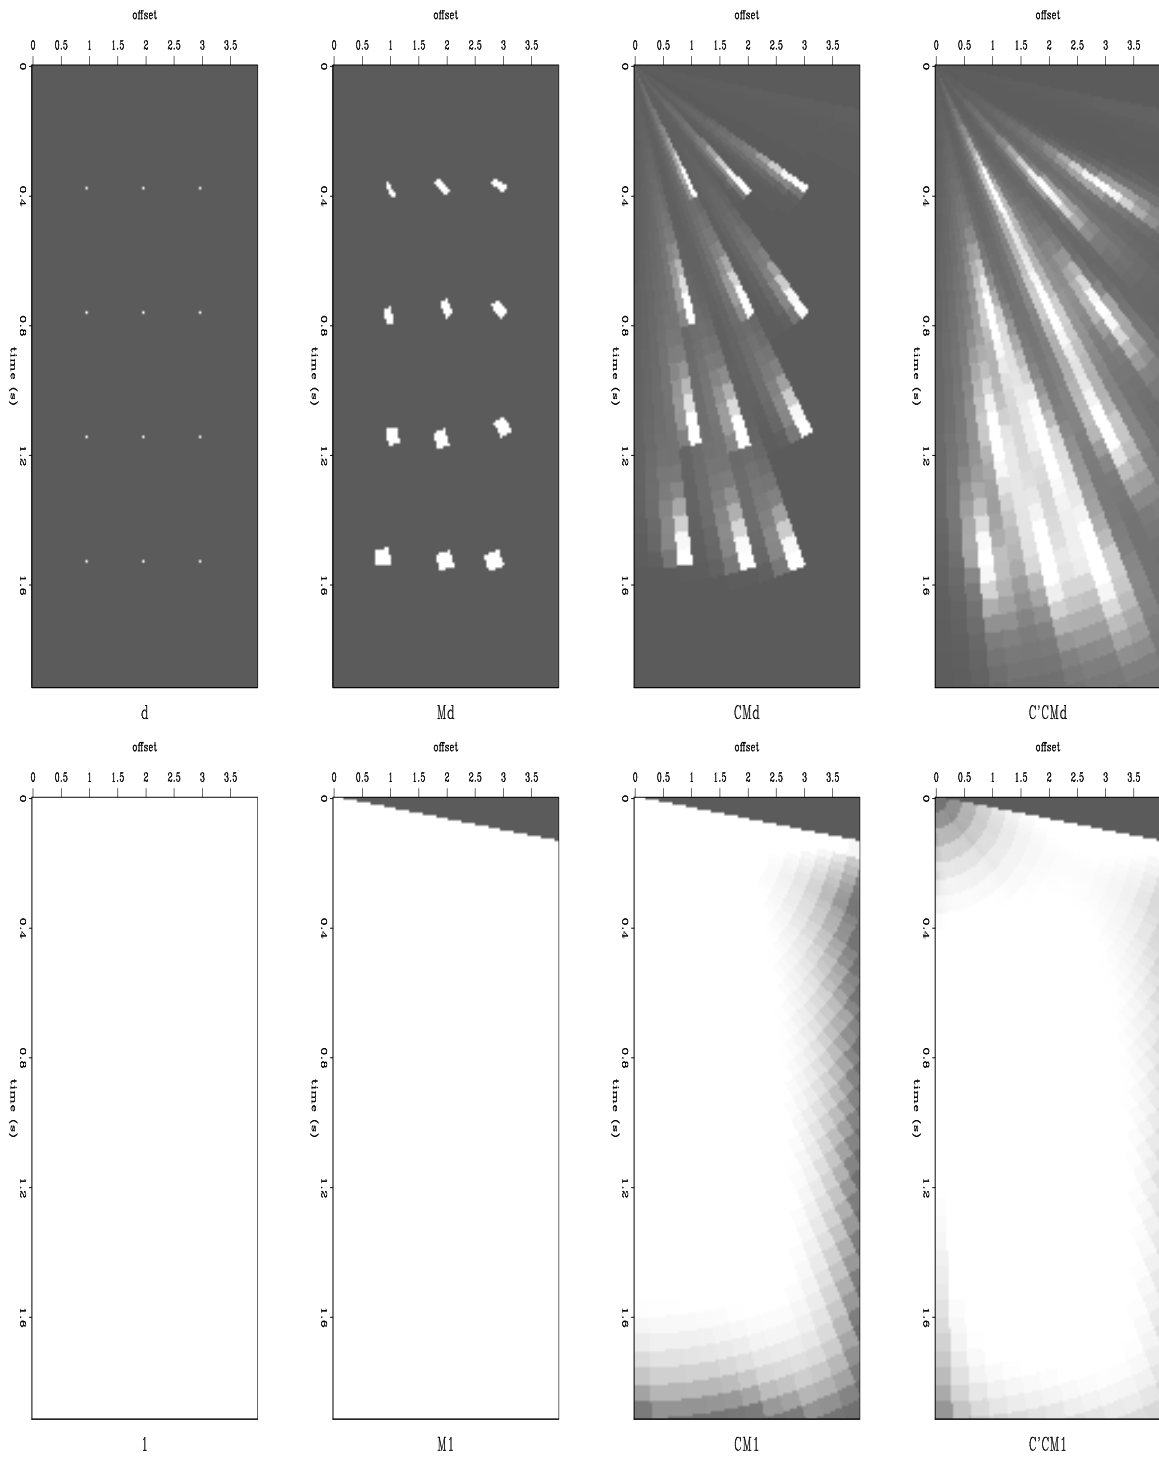 offset offset offset offset
0 0.5 1 1.5 2 2.5 3 3.5 0 0.5 1 1.5 2 2.5 3 3.5 0 0.5 1 1.5 2 2.5 3 3.5 0 0.5 1 1.5 2 2.5 3 3.5
0 0 0 0
0.4 0.4 0.4 0.4
0.8 0.8 0.8 0.8
time (s) time (s) time (s) time (s)
1.2 1.2 1.2 1.2
1.6 1.6 1.6 1.6
d Md CMd C'CMd
offset offset offset offset
0 0.5 1 1.5 2 2.5 3 3.5 0 0.5 1 1.5 2 2.5 3 3.5 0 0.5 1 1.5 2 2.5 3 3.5 0 0.5 1 1.5 2 2.5 3 3.5
0 0 0 0
0.4 0.4 0.4 0.4
0.8 0.8 0.8 0.8
time (s) time (s) time (s) time (s)
1.2 1.2 1.2 1.2
1.6 1.6 1.6 1.6
1 M1 CM1 C'CM1